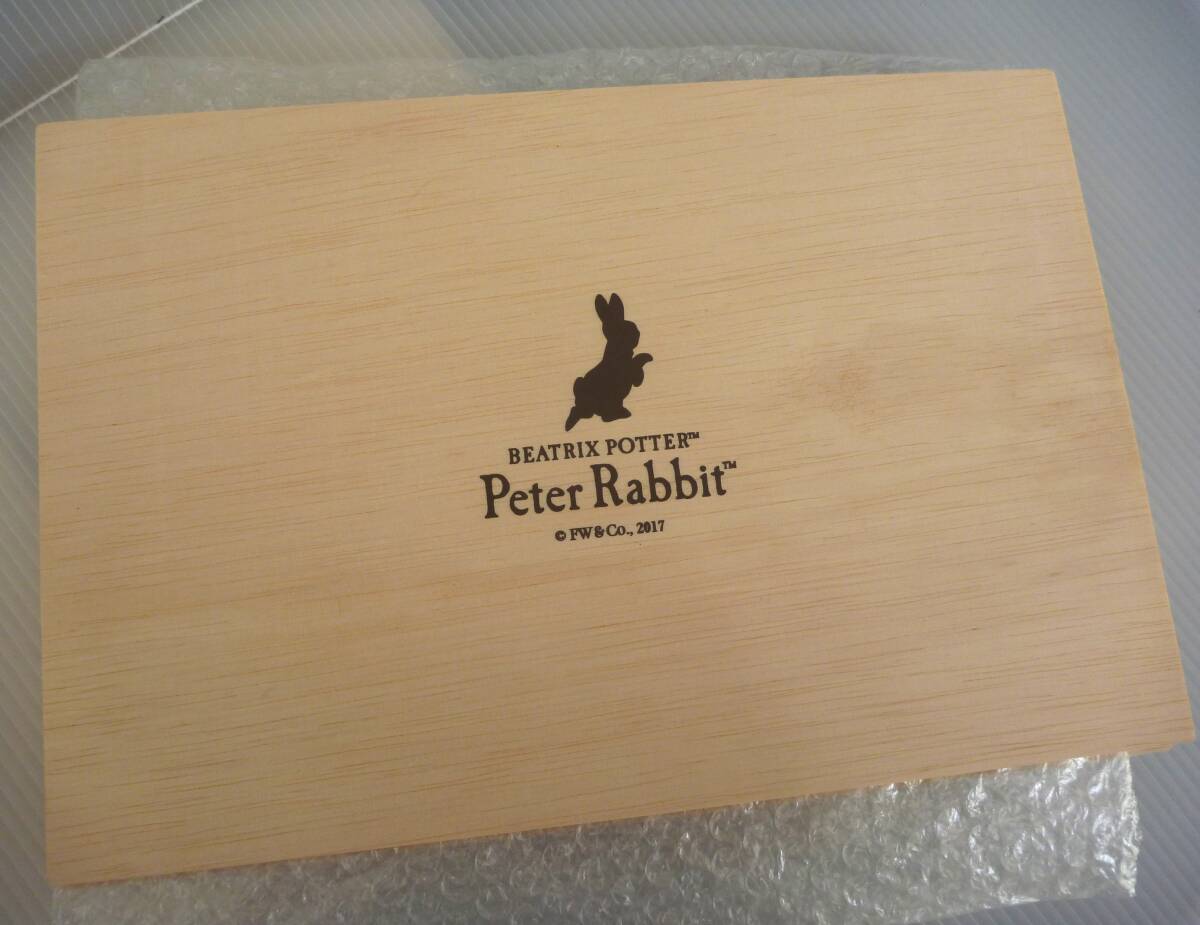 BEATRIX POTTER™
Peter Rabbit™
© FW & Co., 2017